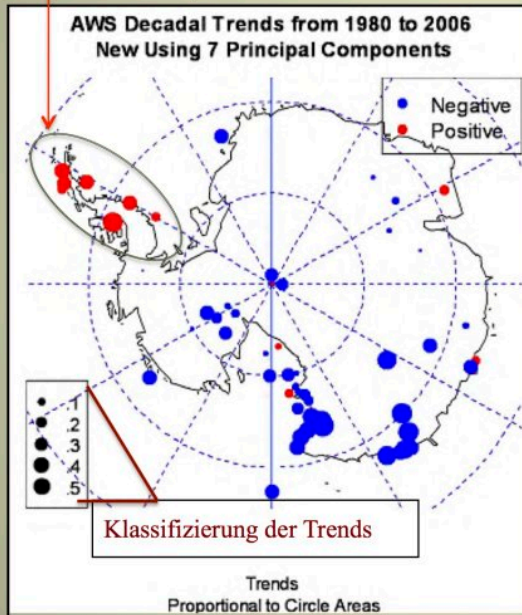 AWS Decadal Trends from 1980 to 2006
New Using 7 Principal Components
Negative
Positive
.1
.2
.3
.4
.5
Klassifizierung der Trends
Trends
Proportional to Circle Areas